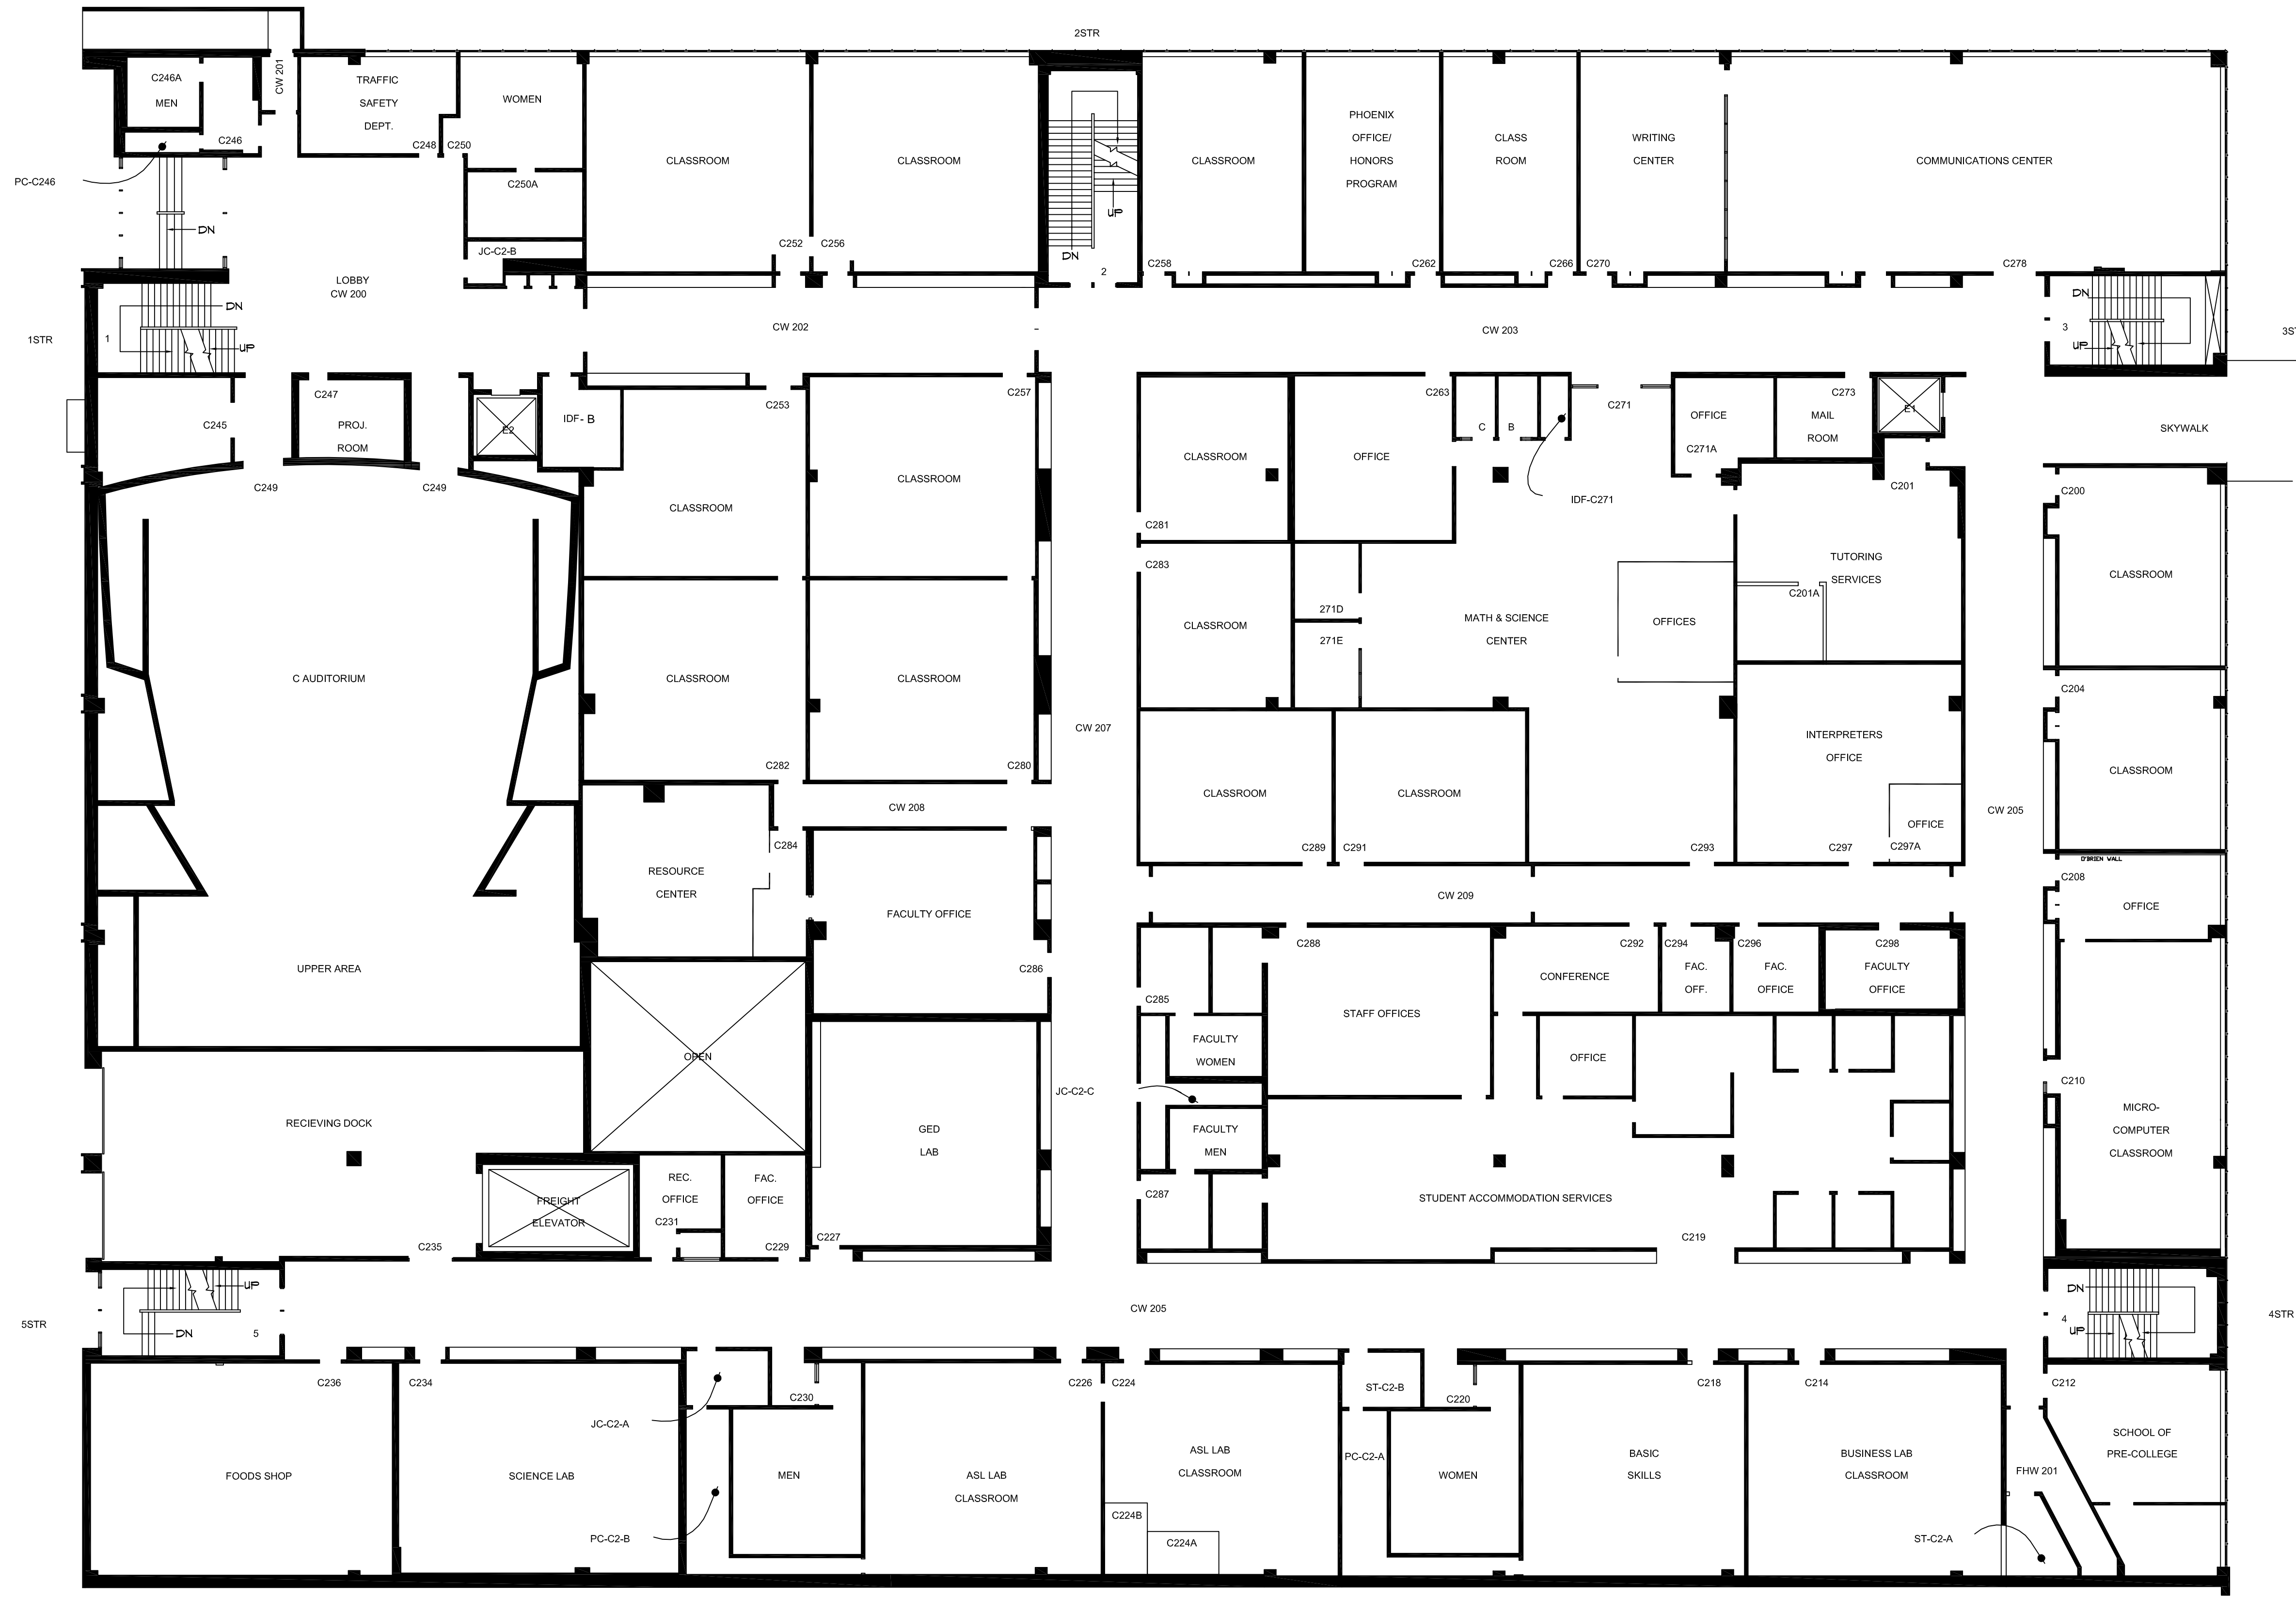 2STR
C246A
MEN
CW 201
TRAFFIC
SAFETY
DEPT.
WOMEN
C246
C248
C250
PC-C246
C250A
DN
JC-C2-B
LOBBY
CW 200
CLASSROOM
C252
CLASSROOM
C256
UP
DN
2
CLASSROOM
C258
PHOENIX
OFFICE/
HONORS
PROGRAM
C262
CLASS
ROOM
C266
WRITING
CENTER
C270
COMMUNICATIONS CENTER
C278
1STR
1
DN
UP
CW 202
CW 203
DN
3
UP
3ST
C247
PROJ.
ROOM
C245
E2
IDF- B
C253
C257
C249
C249
CLASSROOM
CLASSROOM
CLASSROOM
C281
OFFICE
C263
C
B
C271
IDF-C271
OFFICE
C271A
C273
MAIL
ROOM
E1
SKYWALK
C201
C200
TUTORING
SERVICES
C201A
CLASSROOM
C283
CLASSROOM
271D
271E
MATH & SCIENCE
CENTER
OFFICES
C AUDITORIUM
CLASSROOM
C282
CLASSROOM
C280
CW 207
C204
CLASSROOM
INTERPRETERS
OFFICE
OFFICE
C297A
C297
CW 205
CW 208
CLASSROOM
C289
CLASSROOM
C291
C293
C284
RESOURCE
CENTER
FACULTY OFFICE
C286
O'BRIEN WALL
C208
OFFICE
CW 209
UPPER AREA
C288
STAFF OFFICES
C292
CONFERENCE
C294
FAC.
OFF.
C296
FAC.
OFFICE
C298
FACULTY
OFFICE
C285
FACULTY
WOMEN
OFFICE
OPEN
JC-C2-C
C210
MICRO-
COMPUTER
CLASSROOM
RECIEVING DOCK
GED
LAB
FACULTY
MEN
C287
STUDENT ACCOMMODATION SERVICES
C219
FREIGHT
ELEVATOR
REC.
OFFICE
C231
FAC.
OFFICE
C229
C227
C235
5STR
UP
DN
5
CW 205
DN
4
UP
4STR
C236
C234
C230
C226
C224
ST-C2-B
C220
C218
C214
C212
JC-C2-A
FOODS SHOP
SCIENCE LAB
MEN
ASL LAB
CLASSROOM
ASL LAB
CLASSROOM
PC-C2-A
WOMEN
BASIC
SKILLS
BUSINESS LAB
CLASSROOM
FHW 201
SCHOOL OF
PRE-COLLEGE
PC-C2-B
C224B
C224A
ST-C2-A